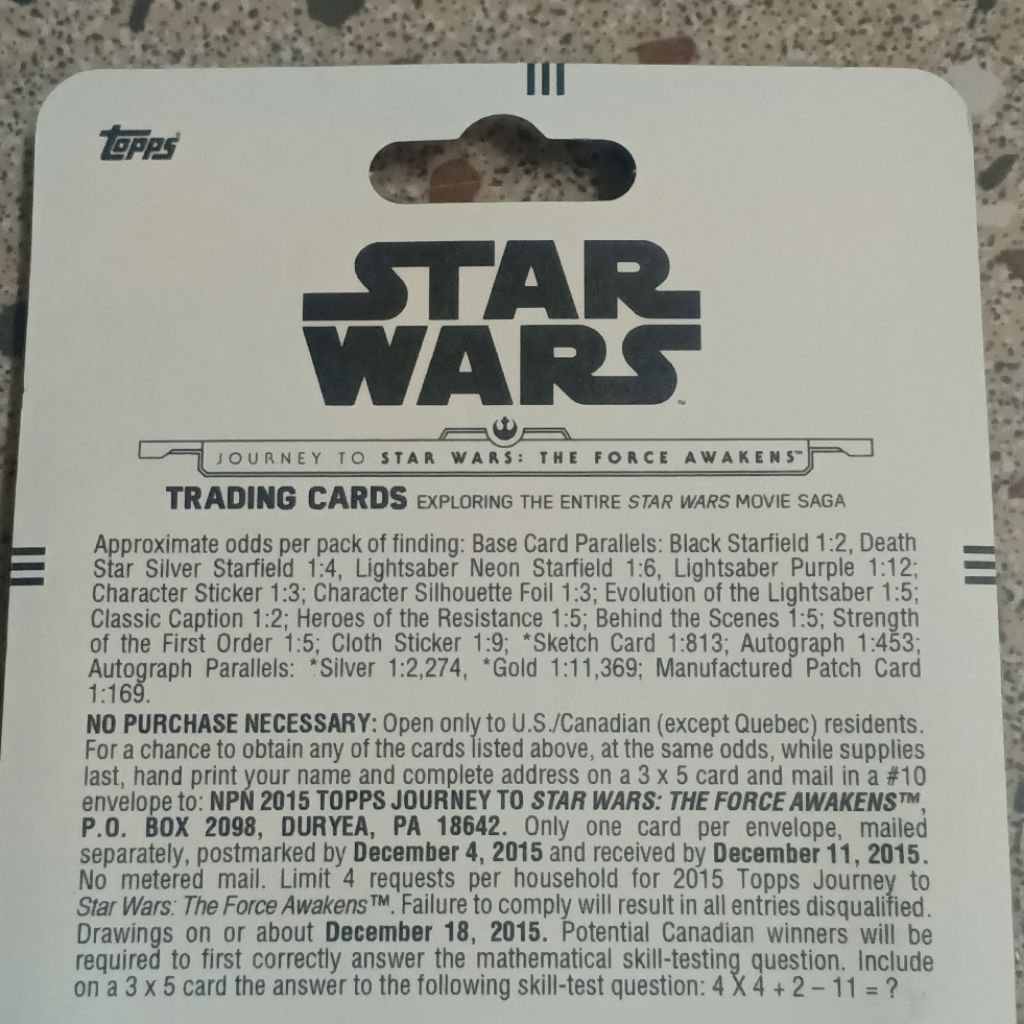 topps
STAR
WARS™
JOURNEY TO STAR WARS: THE FORCE AWAKENS™
TRADING CARDS EXPLORING THE ENTIRE STAR WARS MOVIE SAGA
Approximate odds per pack of finding: Base Card Parallels: Black Starfield 1:2, Death
Star Silver Starfield 1:4, Lightsaber Neon Starfield 1:6, Lightsaber Purple 1:12;
Character Sticker 1:3; Character Silhouette Foil 1:3; Evolution of the Lightsaber 1:5;
Classic Caption 1:2; Heroes of the Resistance 1:5; Behind the Scenes 1:5; Strength
of the First Order 1:5; Cloth Sticker 1:9; *Sketch Card 1:813; Autograph 1:453;
Autograph Parallels: *Silver 1:2,274, *Gold 1:11,369; Manufactured Patch Card
1:169.
NO PURCHASE NECESSARY: Open only to U.S./Canadian (except Quebec) residents.
For a chance to obtain any of the cards listed above, at the same odds, while supplies
last, hand print your name and complete address on a 3 x 5 card and mail in a #10
envelope to: NPN 2015 TOPPS JOURNEY TO STAR WARS: THE FORCE AWAKENS™,
P.O. BOX 2098, DURYEA, PA 18642. Only one card per envelope, mailed
separately, postmarked by December 4, 2015 and received by December 11, 2015.
No metered mail. Limit 4 requests per household for 2015 Topps Journey to
Star Wars: The Force Awakens™. Failure to comply will result in all entries disqualified.
Drawings on or about December 18, 2015. Potential Canadian winners will be
required to first correctly answer the mathematical skill-testing question. Include
on a 3 x 5 card the answer to the following skill-test question: 4 X 4 + 2 – 11 = ?